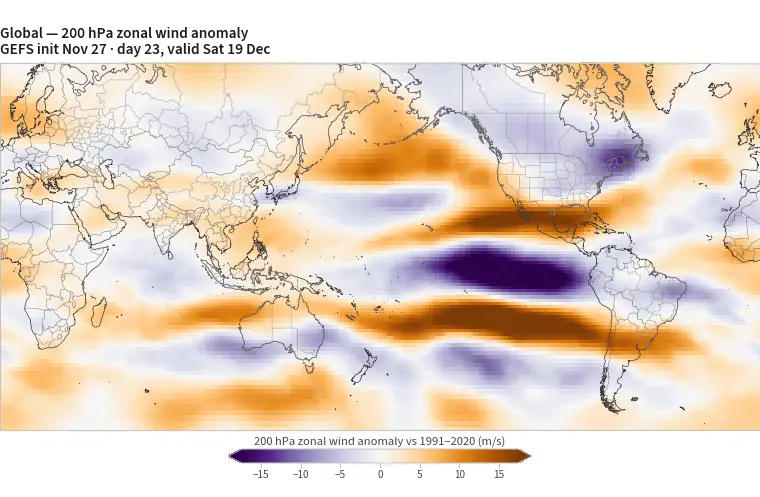 Global — 200 hPa zonal wind anomaly
GEFS init Nov 27 · day 23, valid Sat 19 Dec
200 hPa zonal wind anomaly vs 1991–2020 (m/s)
−15 −10 −5 0 5 10 15